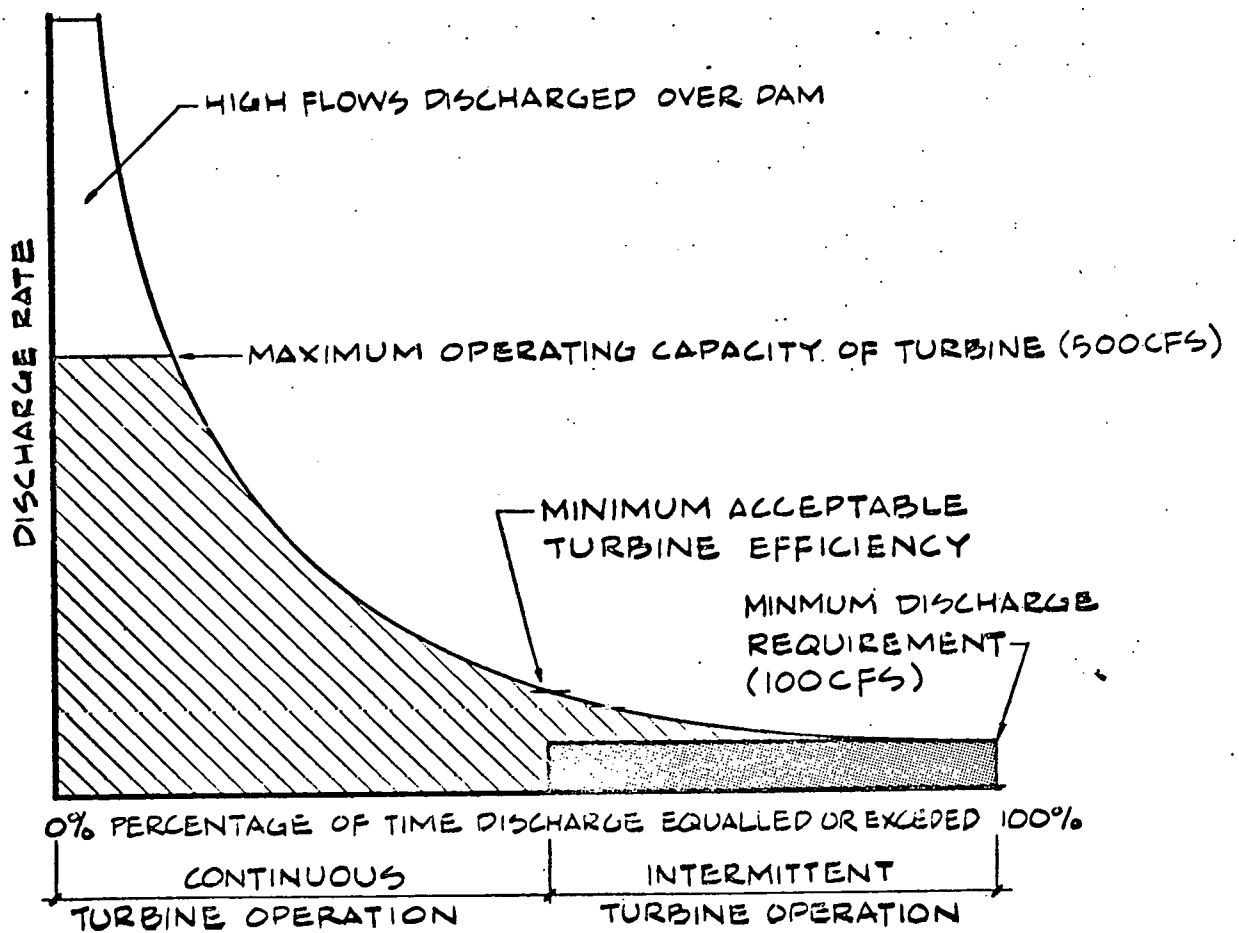 HIGH FLOWS DISCHARGED OVER DAM
DISCHARGE RATE
MAXIMUM OPERATING CAPACITY OF TURBINE (500CFS)
MINIMUM ACCEPTABLE
TURBINE EFFICIENCY
MINMUM DISCHARGE
REQUIREMENT
(100CFS)
0% PERCENTAGE OF TIME DISCHARGE EQUALLED OR EXCEDED 100%
CONTINUOUS
TURBINE OPERATION
INTERMITTENT
TURBINE OPERATION